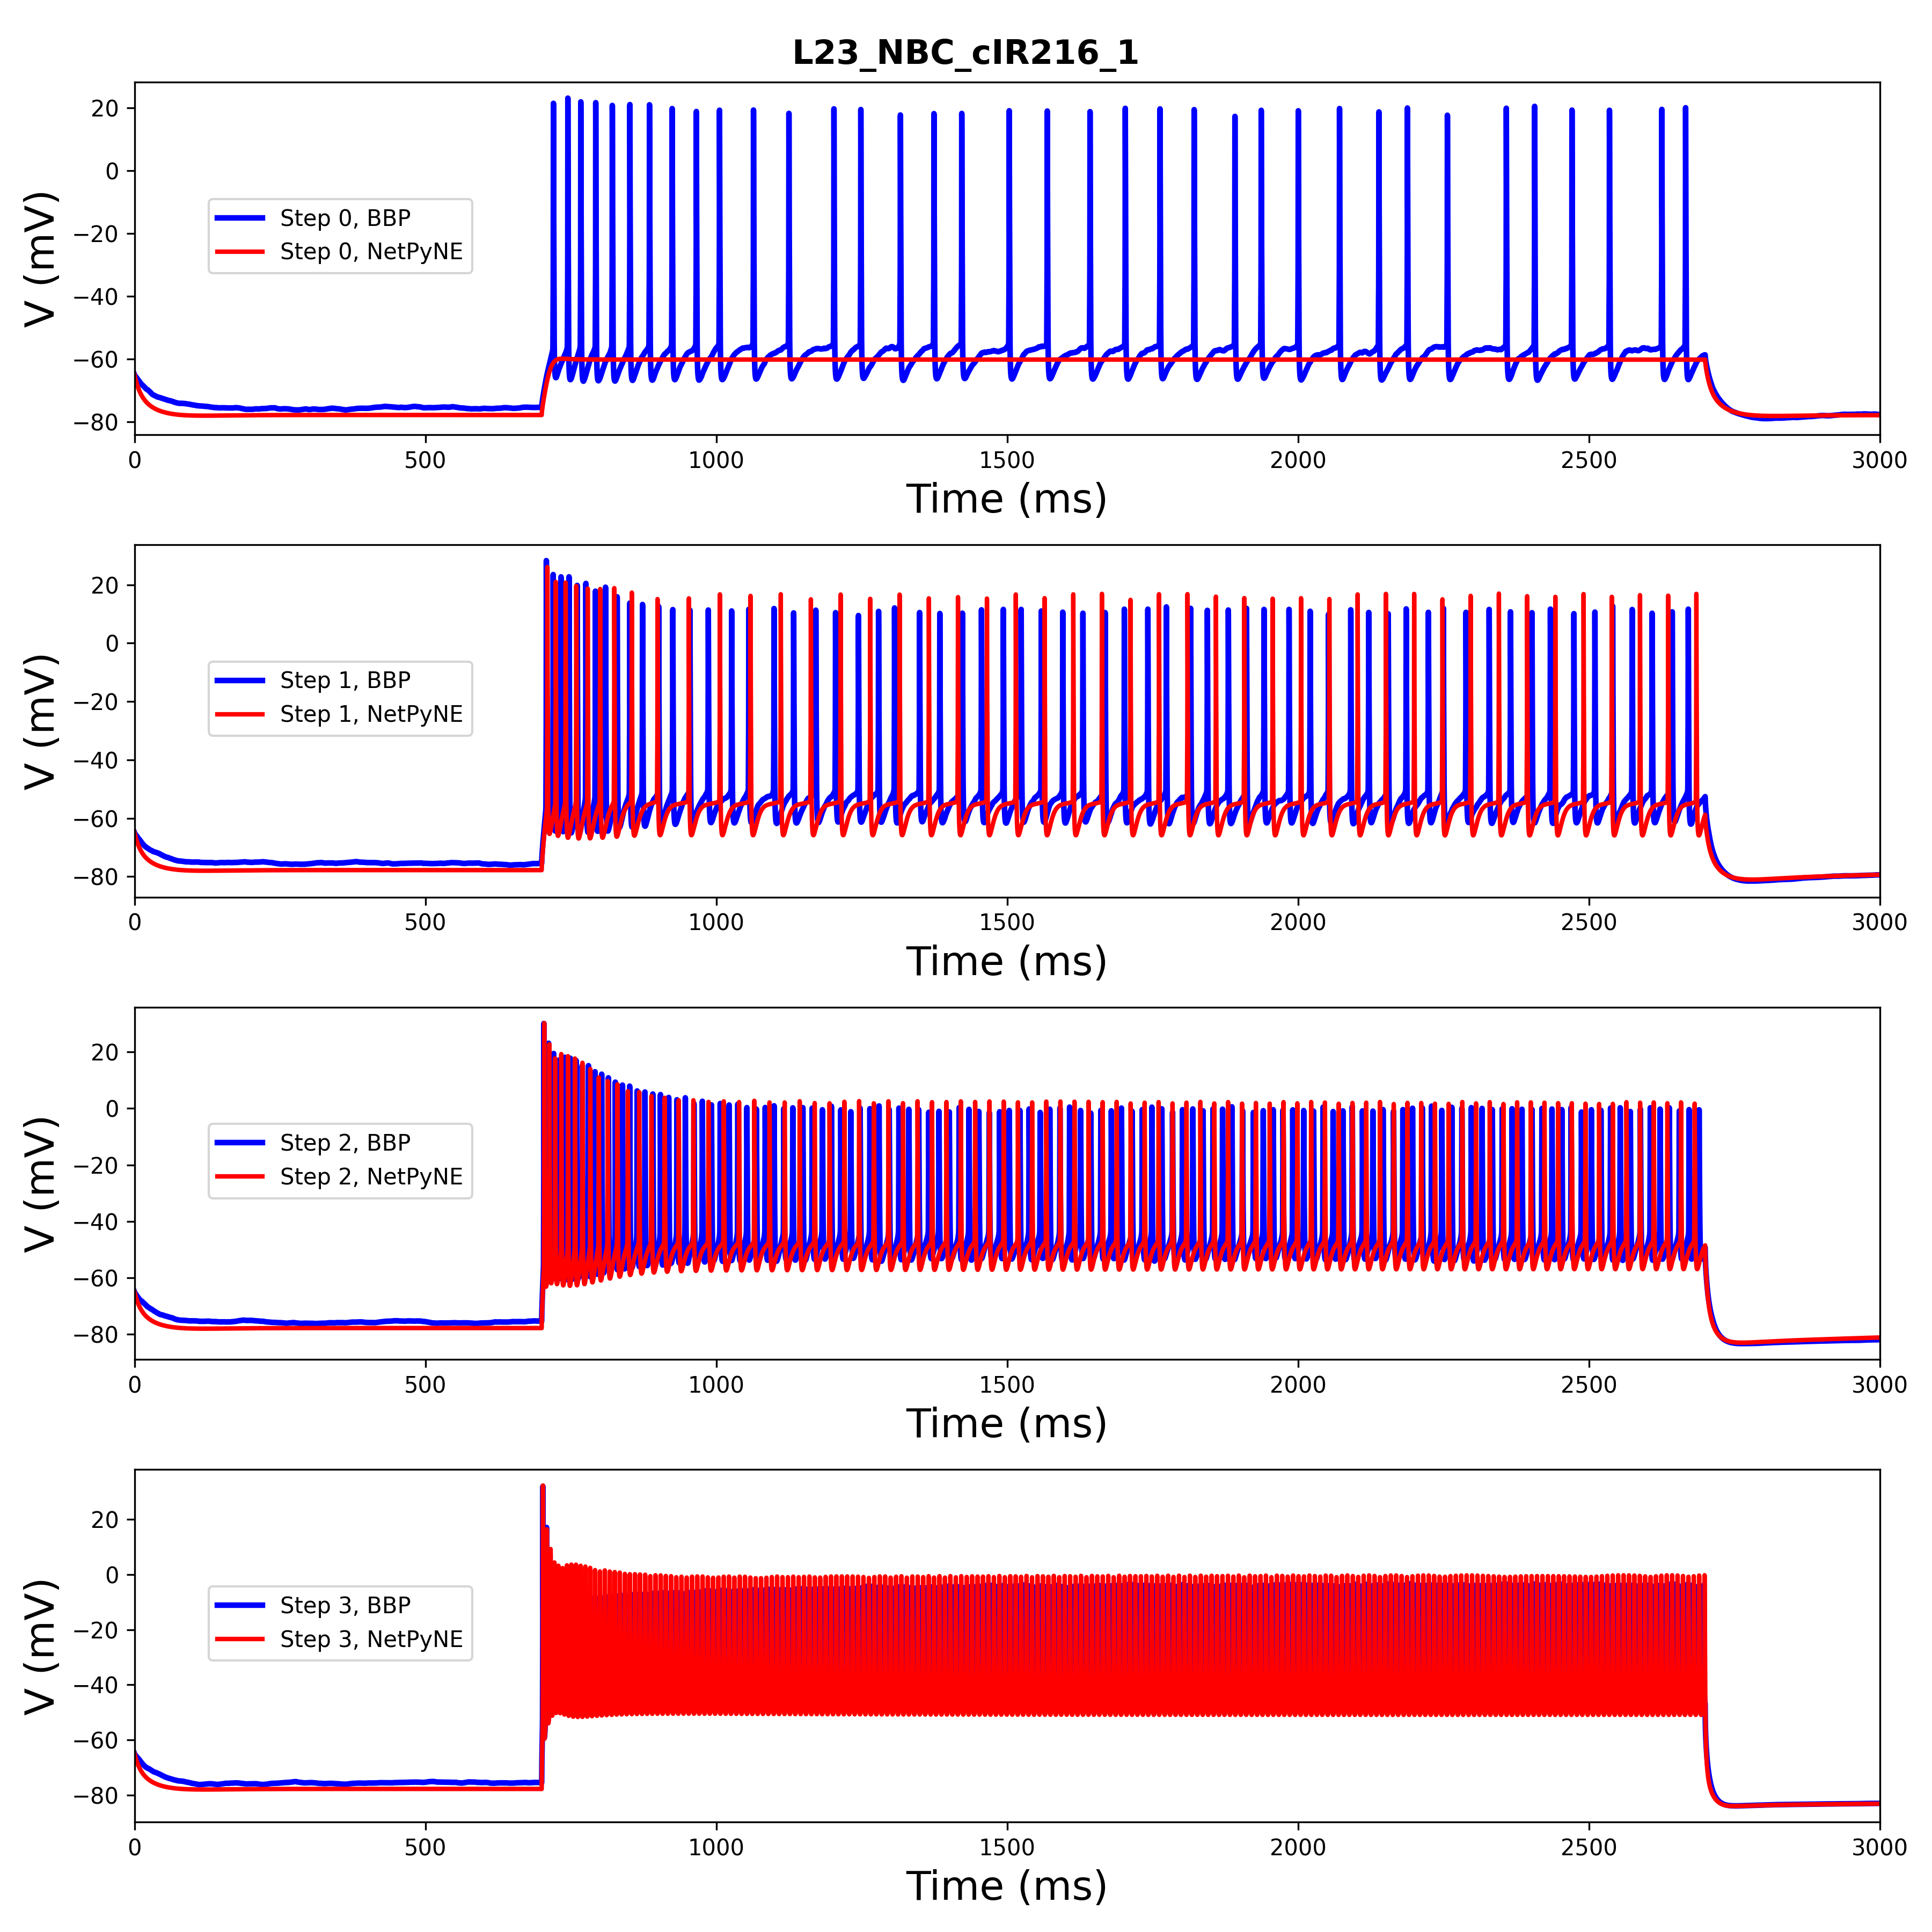 L23_NBC_cIR216_1
20
0
−20
−40
−60
−80
V (mV)
Step 0, BBP
Step 0, NetPyNE
0 500 1000 1500 2000 2500 3000
Time (ms)
20
0
−20
−40
−60
−80
V (mV)
Step 1, BBP
Step 1, NetPyNE
0 500 1000 1500 2000 2500 3000
Time (ms)
20
0
−20
−40
−60
−80
V (mV)
Step 2, BBP
Step 2, NetPyNE
0 500 1000 1500 2000 2500 3000
Time (ms)
20
0
−20
−40
−60
−80
V (mV)
Step 3, BBP
Step 3, NetPyNE
0 500 1000 1500 2000 2500 3000
Time (ms)